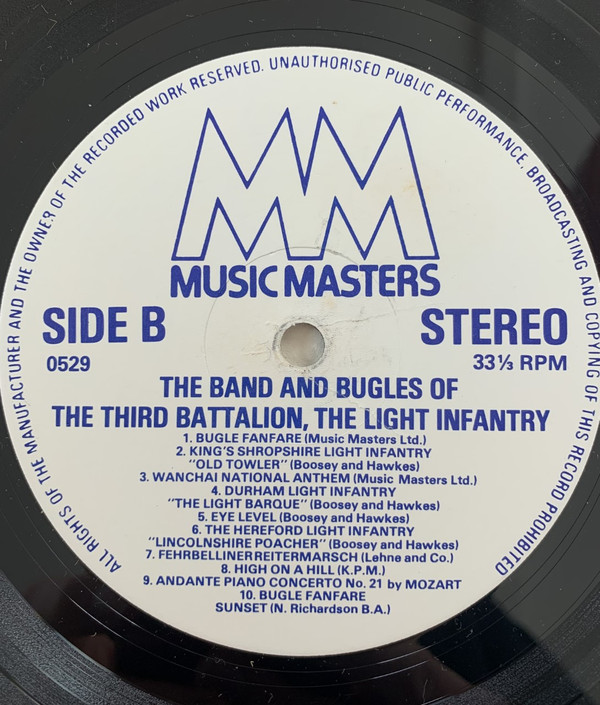 ALL RIGHTS OF THE MANUFACTURER AND THE OWNER OF THE RECORDED WORK RESERVED. UNAUTHORISED PUBLIC PERFORMANCE, BROADCASTING AND COPYING OF THIS RECORD PROHIBITED
MUSIC MASTERS
SIDE B
STEREO
0529
33⅓ RPM
THE BAND AND BUGLES OF
THE THIRD BATTALION, THE LIGHT INFANTRY
1. BUGLE FANFARE (Music Masters Ltd.)
2. KING'S SHROPSHIRE LIGHT INFANTRY
"OLD TOWLER" (Boosey and Hawkes)
3. WANCHAI NATIONAL ANTHEM (Music Masters Ltd.)
4. DURHAM LIGHT INFANTRY
"THE LIGHT BARQUE" (Boosey and Hawkes)
5. EYE LEVEL (Boosey and Hawkes)
6. THE HEREFORD LIGHT INFANTRY
"LINCOLNSHIRE POACHER" (Boosey and Hawkes)
7. FEHRBELLINERREITERMARSCH (Lehne and Co.)
8. HIGH ON A HILL (K.P.M.)
9. ANDANTE PIANO CONCERTO No. 21 by MOZART
10. BUGLE FANFARE
SUNSET (N. Richardson B.A.)